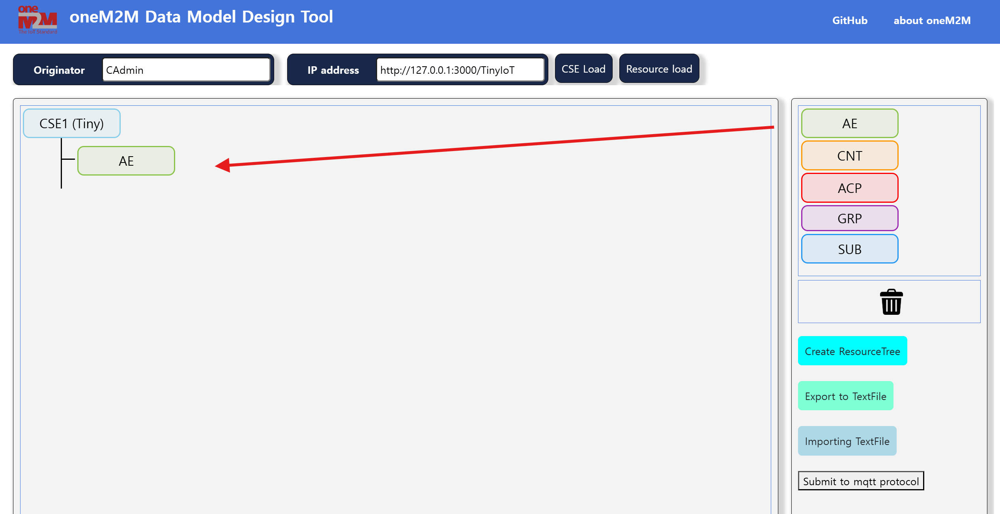 one
M2M
The IoT Standard
oneM2M Data Model Design Tool
GitHub
about oneM2M
Originator
CAdmin
IP address
http://127.0.0.1:3000/TinyIoT
CSE Load
Resource load
CSE1 (Tiny)
AE
AE
CNT
ACP
GRP
SUB
Create ResourceTree
Export to TextFile
Importing TextFile
Submit to mqtt protocol